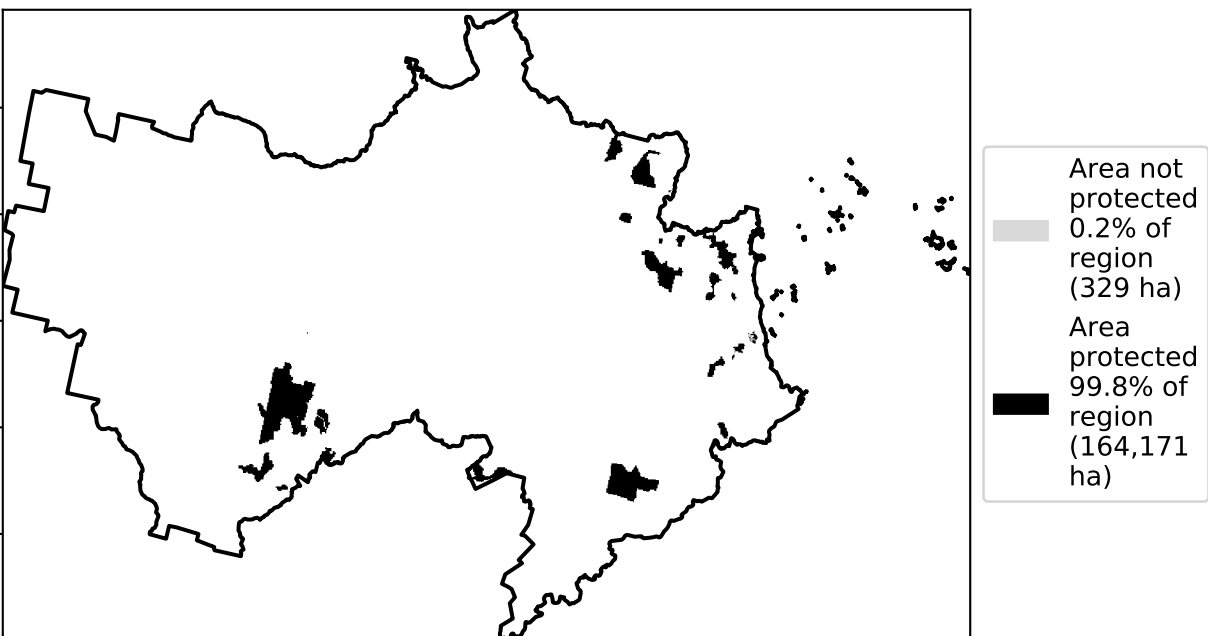 Area not
protected
0.2% of
region
(329 ha)
Area
protected
99.8% of
region
(164,171
ha)